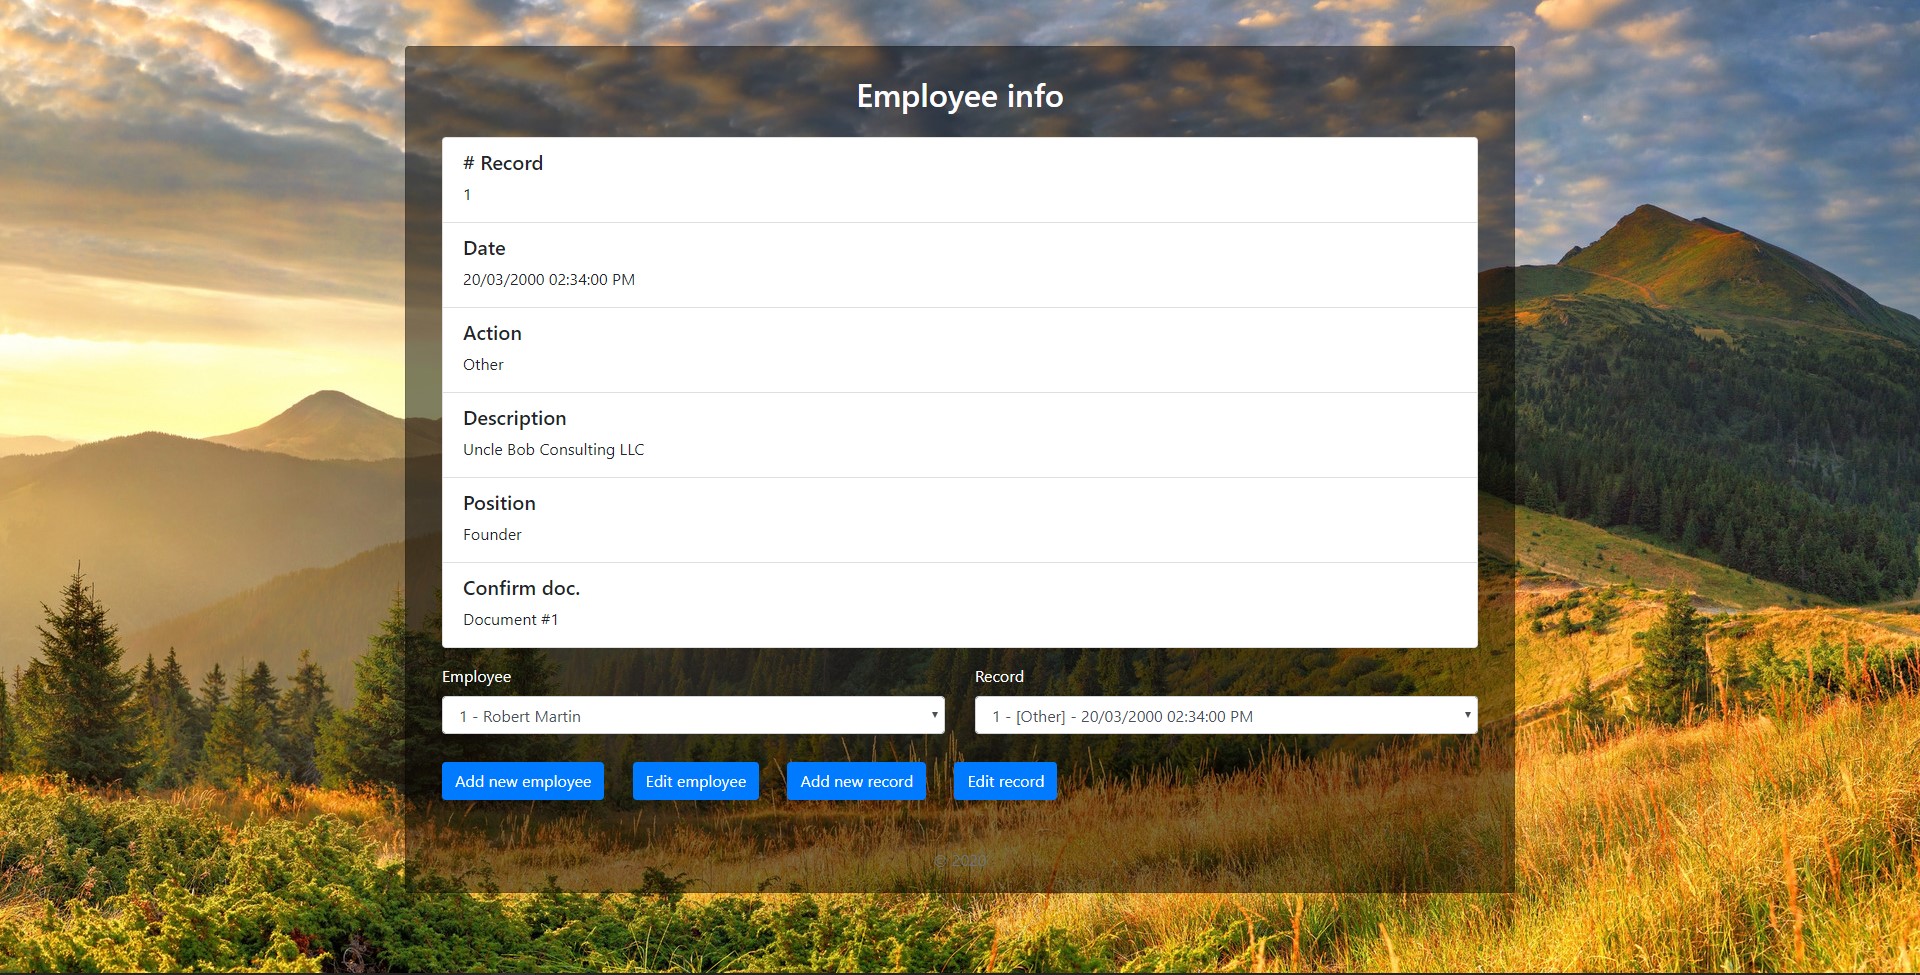 Employee info
# Record
1
Date
20/03/2000 02:34:00 PM
Action
Other
Description
Uncle Bob Consulting LLC
Position
Founder
Confirm doc.
Document #1
Employee
Record
1 - Robert Martin
1 - [Other] - 20/03/2000 02:34:00 PM
Add new employee
Edit employee
Add new record
Edit record
© 2020